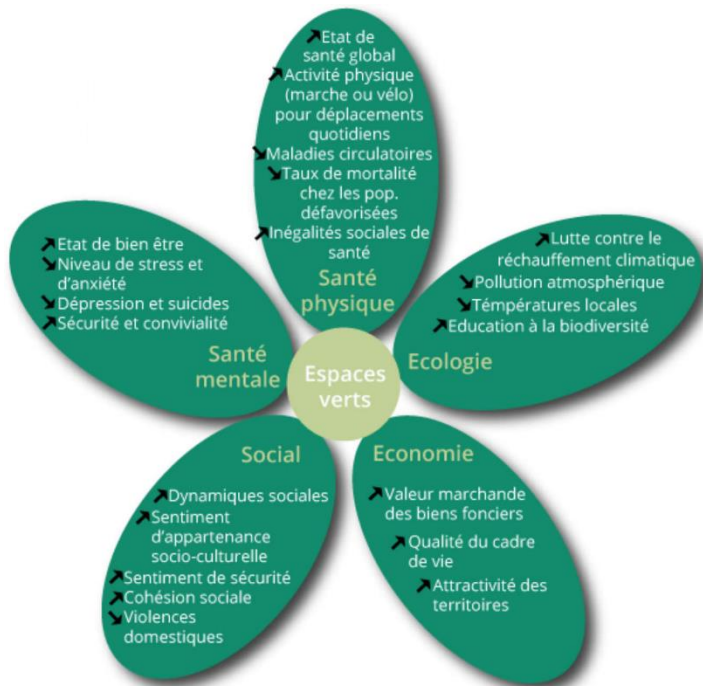 ↗Etat de
santé global
↗Activité physique
(marche ou vélo)
pour déplacements
quotidiens
↘Maladies circulatoires
↘Taux de mortalité
chez les pop.
défavorisées
↗Inégalités sociales de
santé
Santé
physique
↗Lutte contre le
réchauffement climatique
↘Pollution atmosphérique
↘Témpératures locales
↗Education à la biodiversité
Ecologie
↗Etat de bien être
↘Niveau de stress et
d'anxiété
↘Dépression et suicides
↗Sécurité et convivialité
Santé
mentale
Espaces
verts
Social
↗Dynamiques sociales
↗Sentiment
d'appartenance
socio-culturelle
↗Sentiment de sécurité
↗Cohésion sociale
↘Violences
domestiques
Economie
↗Valeur marchande
des biens fonciers
↗Qualité du cadre
de vie
↗Attractivité des
territoires